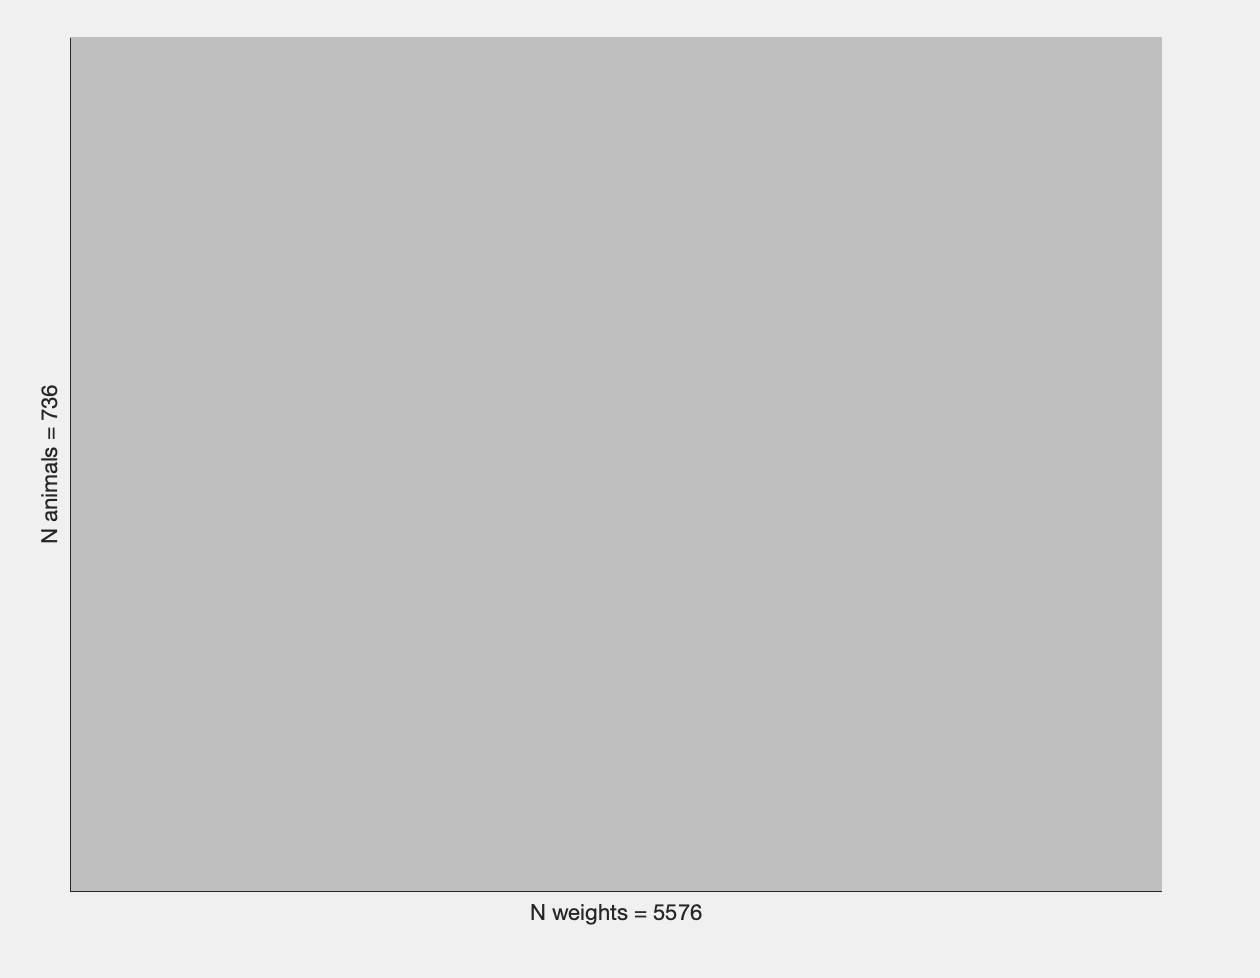 N animals = 736
N weights = 5576